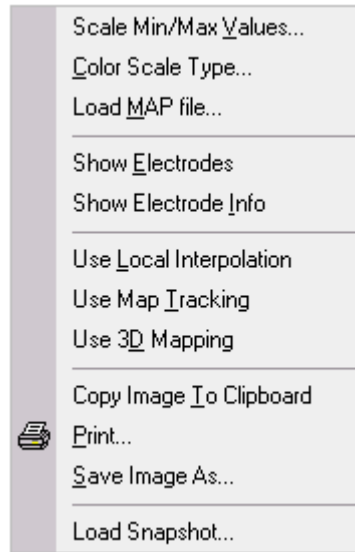 Scale Min/Max Values...
Color Scale Type...
Load MAP file...
Show Electrodes
Show Electrode Info
Use Local Interpolation
Use Map Tracking
Use 3D Mapping
Copy Image To Clipboard
Print...
Save Image As...
Load Snapshot...